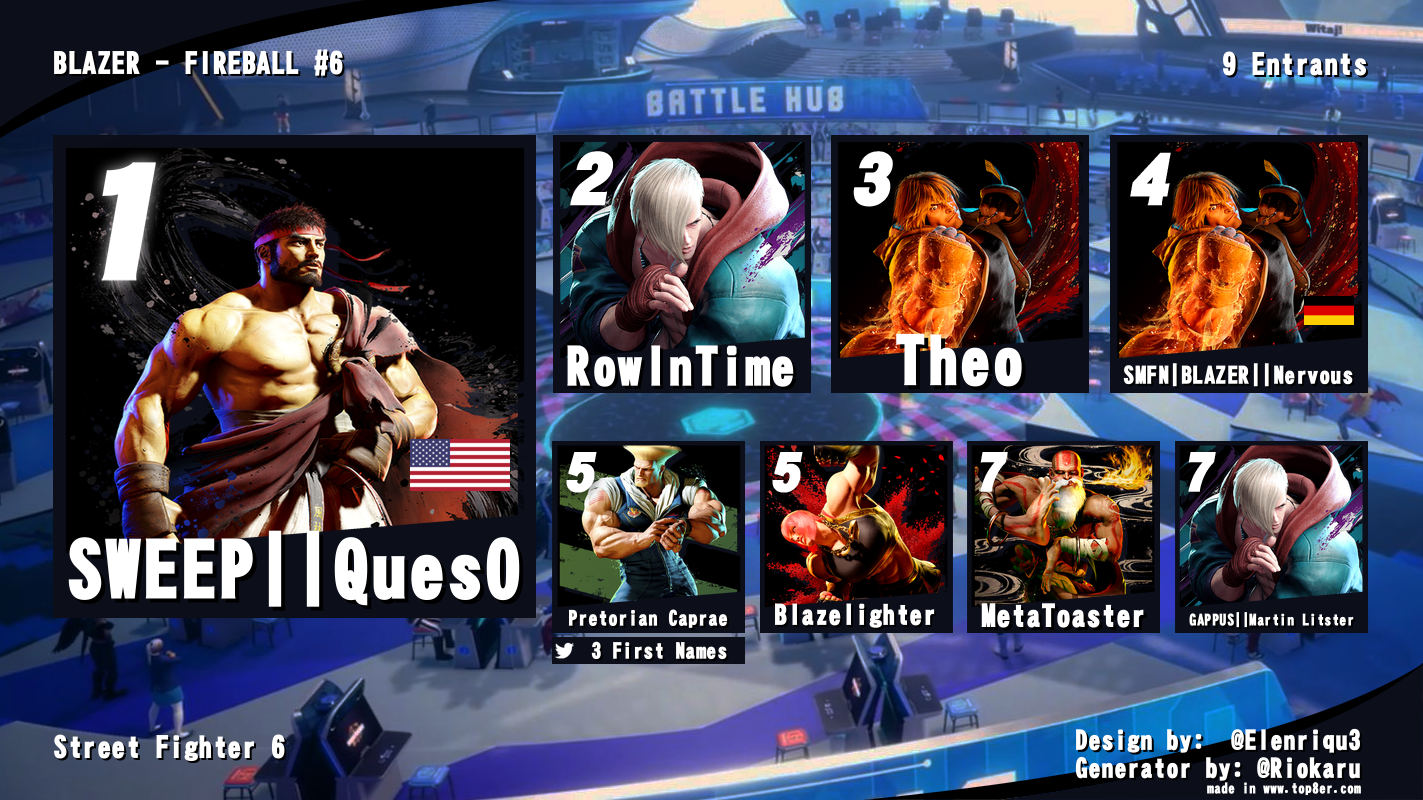 BLAZER - FIREBALL #6
9 Entrants
Witaj!
BATTLE HUB
1
SWEEP||Ques0
2
RowInTime
3
Theo
4
SMFN|BLAZER||Nervous
5
Pretorian Caprae
3 First Names
5
Blazelighter
7
MetaToaster
7
GAPPUS||Martin Litster
Street Fighter 6
Design by: @Elenriqu3
Generator by: @Riokaru
made in www.top8er.com